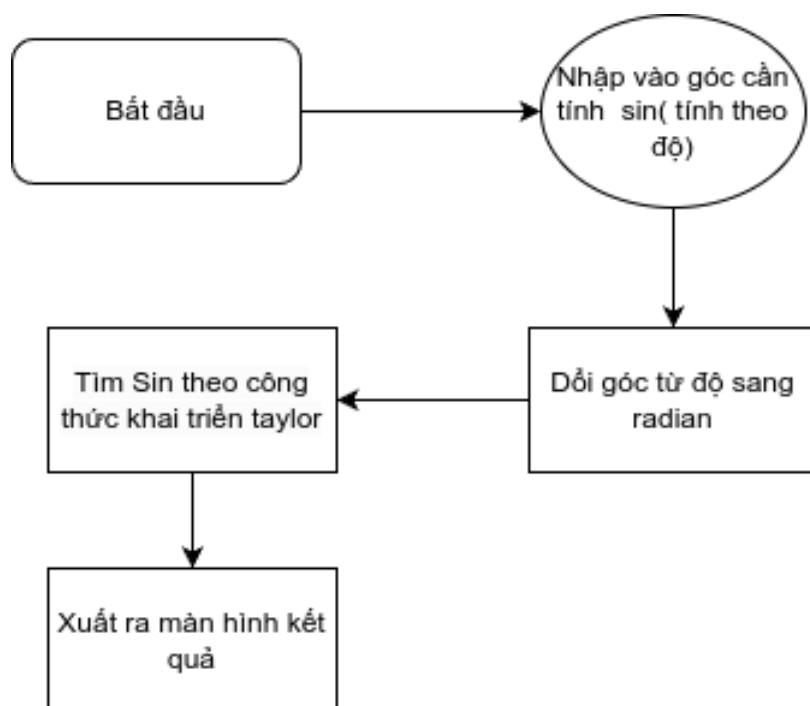 Bất đầu
Nhập vào góc cần
tính sin( tính theo
độ)
Dổi góc từ độ sang
radian
Tìm Sin theo công
thức khai triển taylor
Xuất ra màn hình kết
quả